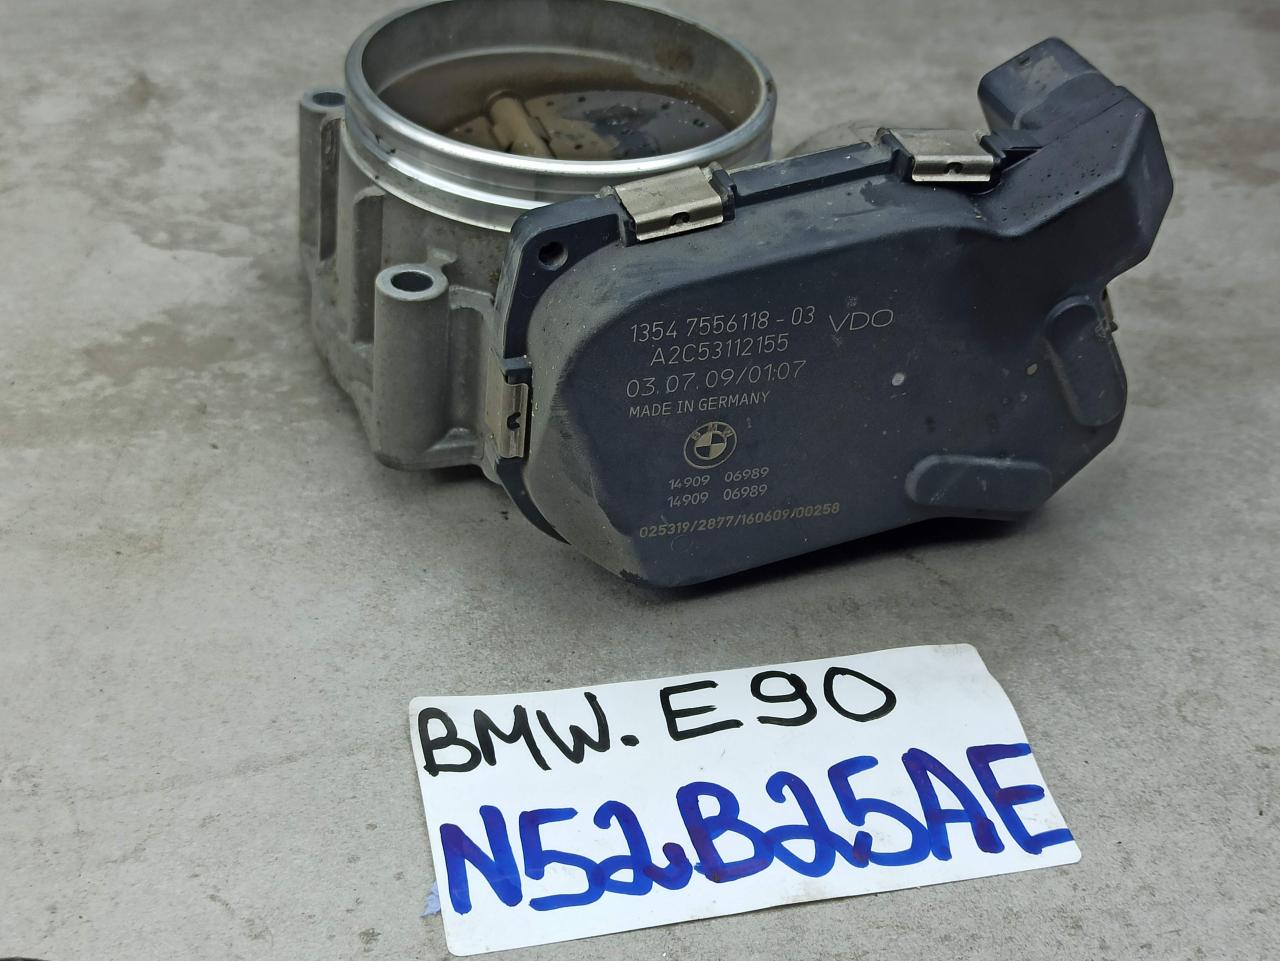 1354 7556118 - 03 VDO
A2C53112155
03.07.09/01:07
MADE IN GERMANY
BMW
14909 06989
14909 06989
025319/2877/160609/00258
BMW. E90
N52B25AE